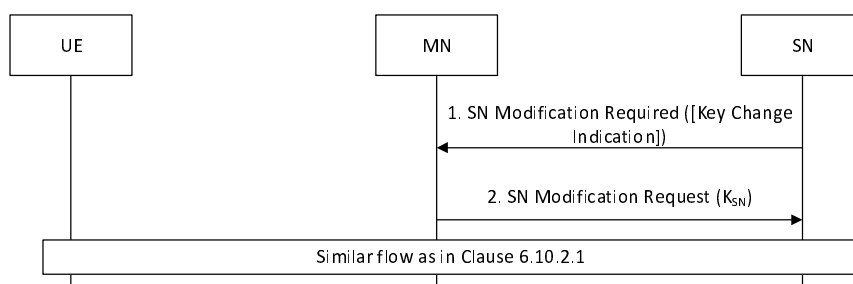 UE
MN
SN
1. SN Modification Required ([Key Change
Indication])
2. SN Modification Request (KSN)
Similar flow as in Clause 6.10.2.1